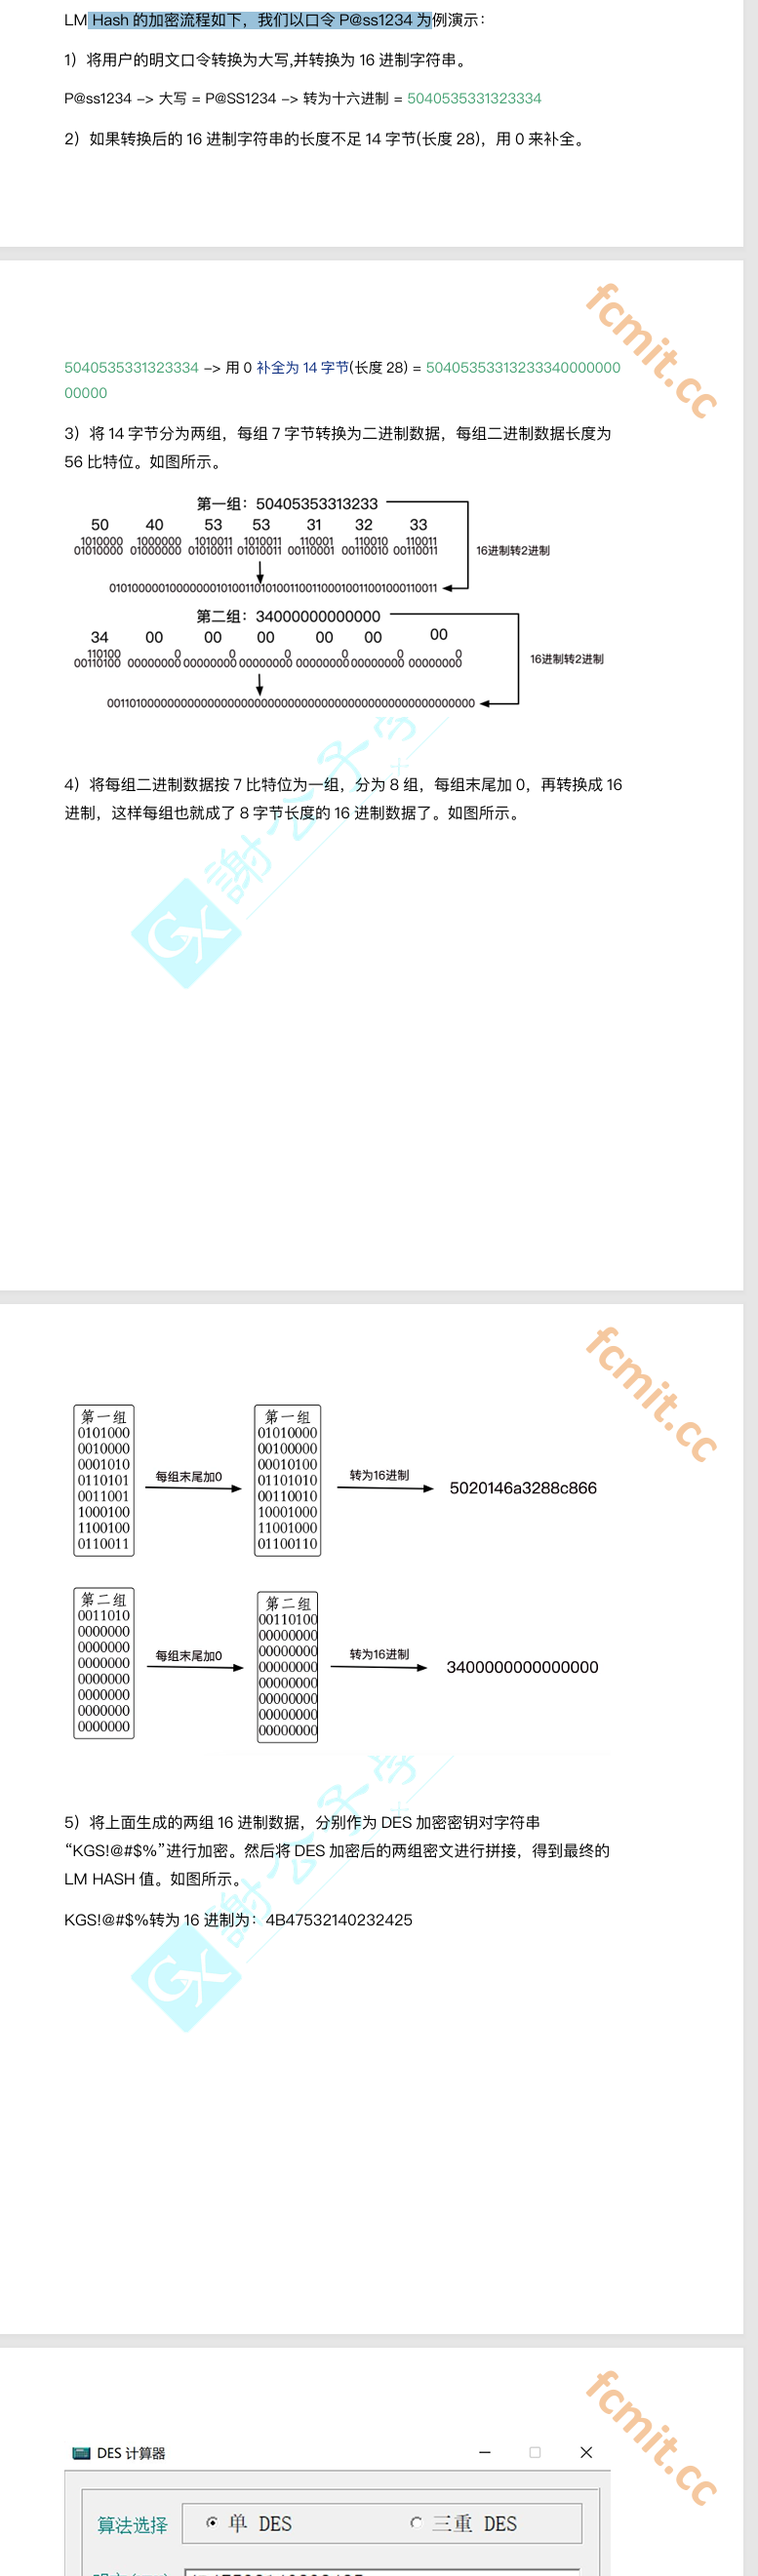 LM Hash 的加密流程如下，我们以口令 P@ss1234 为例演示：
1）将用户的明文口令转换为大写,并转换为 16 进制字符串。
P@ss1234 -> 大写 = P@SS1234 -> 转为十六进制 = 5040535331323334
2）如果转换后的 16 进制字符串的长度不足 14 字节(长度 28)，用 0 来补全。
fcmit.cc
5040535331323334 -> 用 0 补全为 14 字节(长度 28) = 50405353313233340000000
00000
3）将 14 字节分为两组，每组 7 字节转换为二进制数据，每组二进制数据长度为
56 比特位。如图所示。
第一组：50405353313233
50 40 53 53 31 32 33
1010000 1000000 1010011 1010011 110001 110010 110011
01010000 01000000 01010011 01010011 00110001 00110010 00110011
16进制转2进制
01010000010000000101001101010011001100010011001000110011
第二组：34000000000000
34 00 00 00 00 00 00
110100 0 0 0 0 0 0
00110100 00000000 00000000 00000000 00000000 00000000 00000000
16进制转2进制
00110100000000000000000000000000000000000000000000000000
4）将每组二进制数据按 7 比特位为一组，分为 8 组，每组末尾加 0，再转换成 16
进制，这样每组也就成了 8 字节长度的 16 进制数据了。如图所示。
謝公子学
GX
fcmit.cc
第一组
0101000
0010000
0001010
0110101
0011001
1000100
1100100
0110011
每组末尾加0
第一组
01010000
00100000
00010100
01101010
00110010
10001000
11001000
01100110
转为16进制
5020146a3288c866
第二组
0011010
0000000
0000000
0000000
0000000
0000000
0000000
0000000
每组末尾加0
第二组
00110100
00000000
00000000
00000000
00000000
00000000
00000000
00000000
转为16进制
3400000000000000
5）将上面生成的两组 16 进制数据，分别作为 DES 加密密钥对字符串
“KGS!@#$%”进行加密。然后将 DES 加密后的两组密文进行拼接，得到最终的
LM HASH 值。如图所示。
KGS!@#$%转为 16 进制为：4B47532140232425
謝公子学
GX
fcmit.cc
DES 计算器
算法选择 单 DES 三重 DES